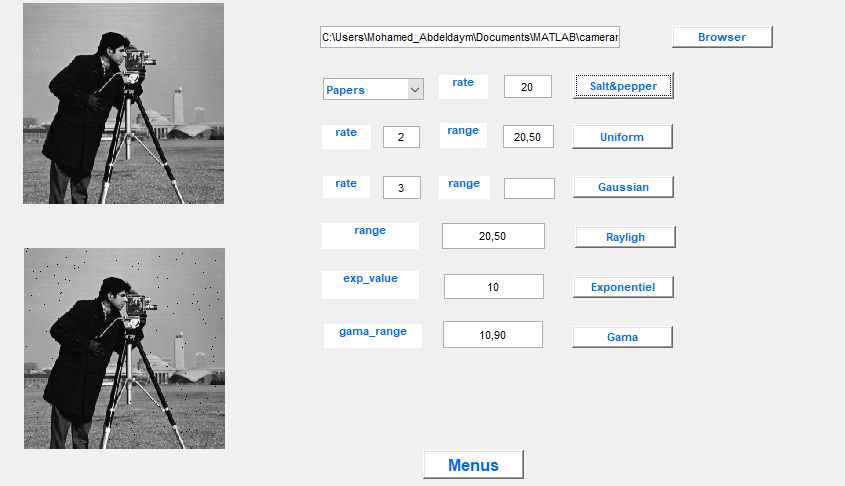 C:\Users\Mohamed_Abdeldaym\Documents\MATLAB\camerar
Browser
Papers
rate
20
Salt&pepper
rate
2
range
20,50
Uniform
rate
3
range
Gaussian
range
20,50
Rayligh
exp_value
10
Exponentiel
gama_range
10,90
Gama
Menus